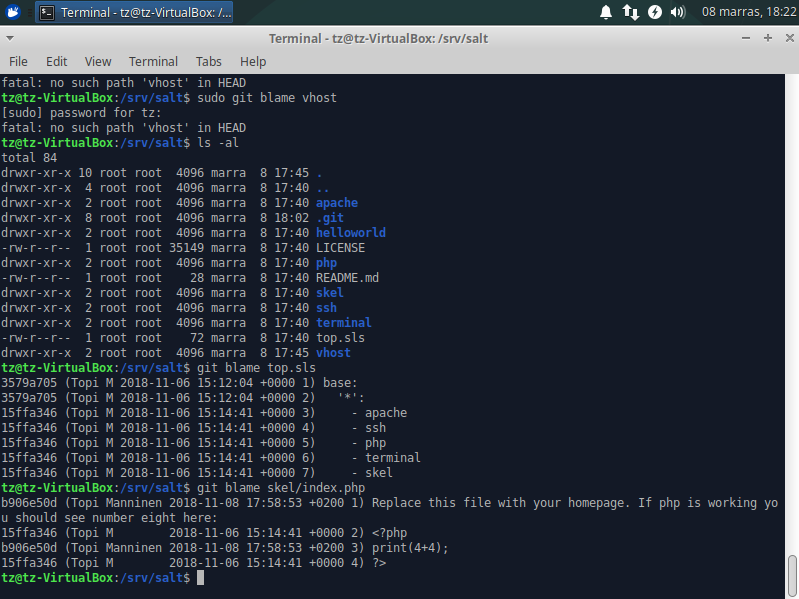 Terminal - tz@tz-VirtualBox: /...
08 marras, 18:22
Terminal - tz@tz-VirtualBox: /srv/salt
File Edit View Terminal Tabs Help
fatal: no such path 'vhost' in HEAD
tz@tz-VirtualBox:/srv/salt$ sudo git blame vhost
[sudo] password for tz:
fatal: no such path 'vhost' in HEAD
tz@tz-VirtualBox:/srv/salt$ ls -al
total 84
drwxr-xr-x 10 root root  4096 marra  8 17:45 .
drwxr-xr-x  4 root root  4096 marra  8 17:40 ..
drwxr-xr-x  2 root root  4096 marra  8 17:40 apache
drwxr-xr-x  8 root root  4096 marra  8 18:02 .git
drwxr-xr-x  2 root root  4096 marra  8 17:40 helloworld
-rw-r--r--  1 root root 35149 marra  8 17:40 LICENSE
drwxr-xr-x  2 root root  4096 marra  8 17:40 php
-rw-r--r--  1 root root    28 marra  8 17:40 README.md
drwxr-xr-x  2 root root  4096 marra  8 17:40 skel
drwxr-xr-x  2 root root  4096 marra  8 17:40 ssh
drwxr-xr-x  2 root root  4096 marra  8 17:40 terminal
-rw-r--r--  1 root root    72 marra  8 17:40 top.sls
drwxr-xr-x  2 root root  4096 marra  8 17:45 vhost
tz@tz-VirtualBox:/srv/salt$ git blame top.sls
3579a705 (Topi M 2018-11-06 15:12:04 +0000 1) base:
3579a705 (Topi M 2018-11-06 15:12:04 +0000 2)   '*':
15ffa346 (Topi M 2018-11-06 15:14:41 +0000 3)     - apache
15ffa346 (Topi M 2018-11-06 15:14:41 +0000 4)     - ssh
15ffa346 (Topi M 2018-11-06 15:14:41 +0000 5)     - php
15ffa346 (Topi M 2018-11-06 15:14:41 +0000 6)     - terminal
15ffa346 (Topi M 2018-11-06 15:14:41 +0000 7)     - skel
tz@tz-VirtualBox:/srv/salt$ git blame skel/index.php
b906e50d (Topi Manninen 2018-11-08 17:58:53 +0200 1) Replace this file with your homepage. If php is working yo
u should see number eight here:
15ffa346 (Topi M        2018-11-06 15:14:41 +0000 2) <?php
b906e50d (Topi Manninen 2018-11-08 17:58:53 +0200 3) print(4+4);
15ffa346 (Topi M        2018-11-06 15:14:41 +0000 4) ?>
tz@tz-VirtualBox:/srv/salt$